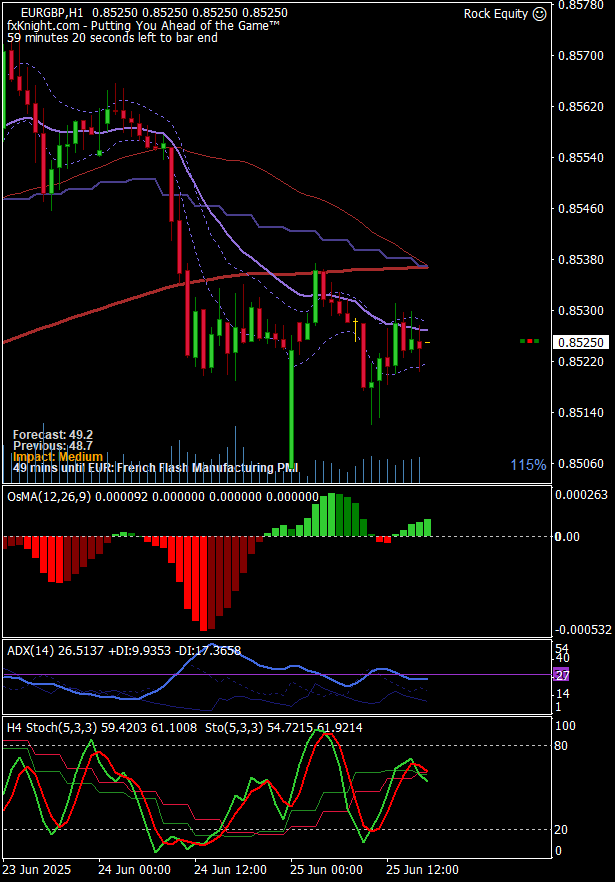 EURGBP,H1 0.85250 0.85250 0.85250 0.85250
Rock Equity ☺
fxKnight.com - Putting You Ahead of the Game™
59 minutes 20 seconds left to bar end
0.85780
0.85700
0.85620
0.85540
0.85460
0.85380
0.85300
0.85250
0.85220
0.85140
0.85060
Forecast: 49.2
Previous: 48.7
Impact: Medium
49 mins until EUR: French Flash Manufacturing PMI
115%
OsMA(12,26,9) 0.000092 0.000000 0.000000 0.000000
0.000263
0.00
-0.000532
ADX(14) 26.5137 +DI:9.9353 -DI:17.3658
54
40
27
14
1
H4 Stoch(5,3,3) 59.4203 61.1008 Sto(5,3,3) 54.7215 61.9214
100
80
20
0
23 Jun 2025
24 Jun 00:00
24 Jun 12:00
25 Jun 00:00
25 Jun 12:00